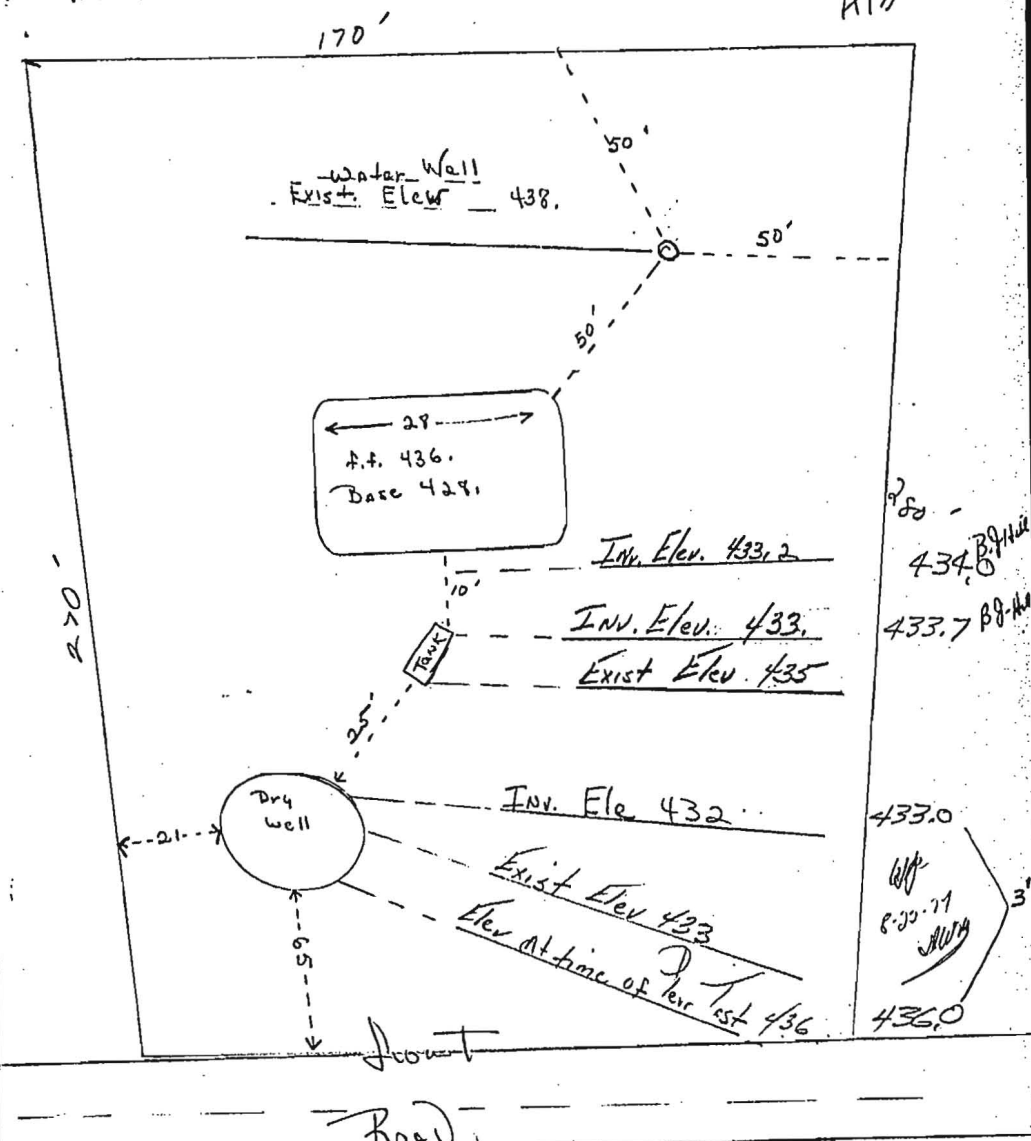 170'
50'
Water Well
Exist. Elev 438.
50'
50'
28
f.f. 436.
Base 428.
270'
280
Inv. Elev. 433.2
434.0 B.J. Hill
10'
Inv. Elev. 433.
433.7 B.J.
Tank
Exist Elev. 435
25'
Dry
Well
Inv. Ele 432
433.0
21
Exist Elev 433
3'
Elev At time of Perc Test 436
65
436.0
front
Road